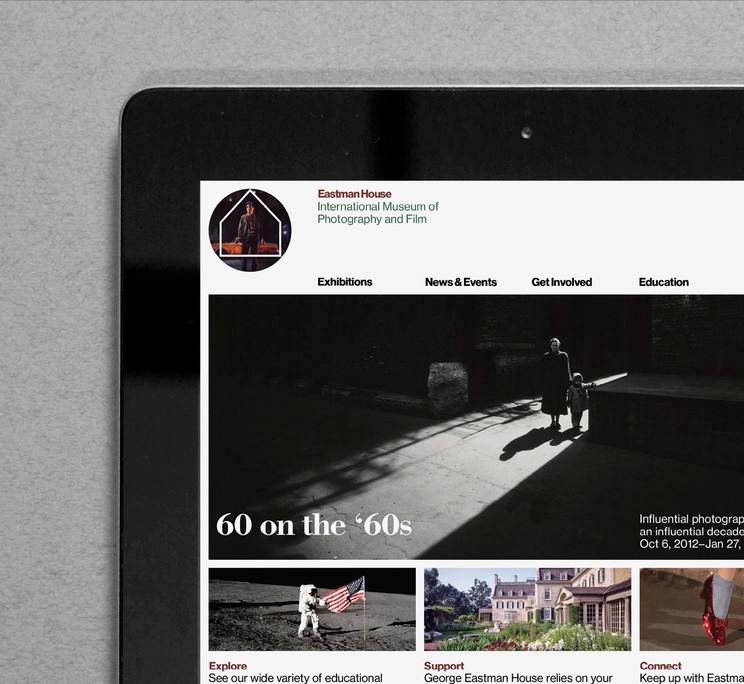 Eastman House
International Museum of
Photography and Film
Exhibitions
News & Events
Get Involved
Education
60 on the ‘60s
Influential
an influential decade
Oct 6, 2012–Jan 27,
Explore
See our wide variety of educational
Support
George Eastman House relies on your
Connect
Keep up with